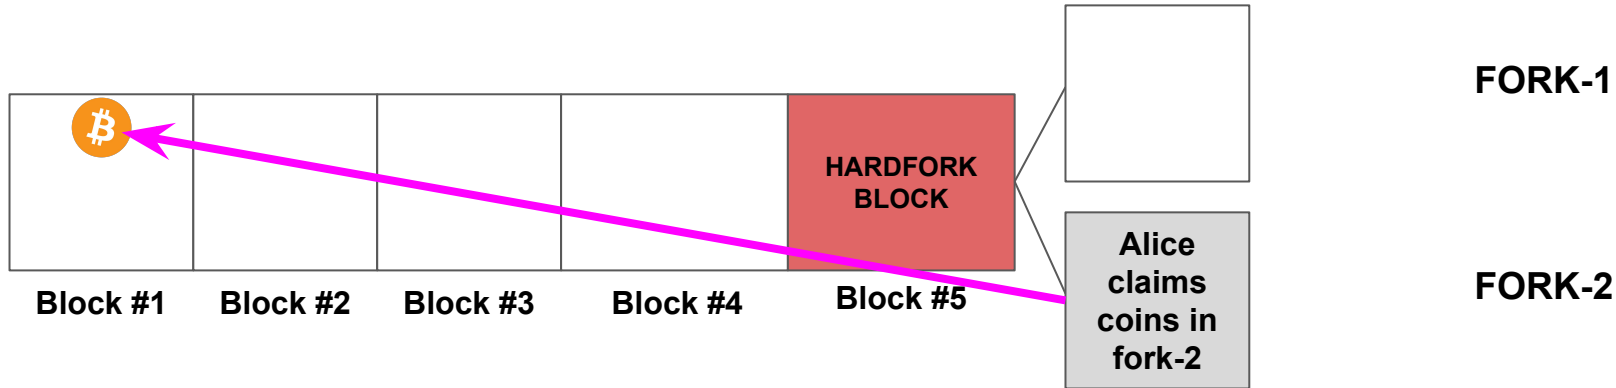 FORK-1
HARDFORK
BLOCK
Alice
claims
coins in
fork-2
Block #1
Block #2
Block #3
Block #4
Block #5
FORK-2